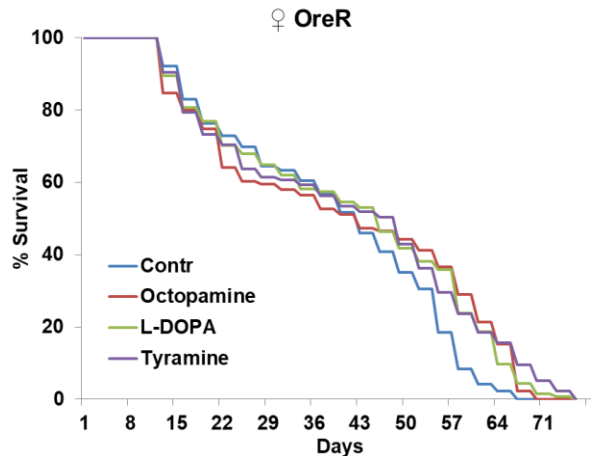 ♀ OreR
100
80
60
40
20
0
% Survival
Contr
Octopamine
L-DOPA
Tyramine
1 8 15 22 29 36 43 50 57 64 71
Days